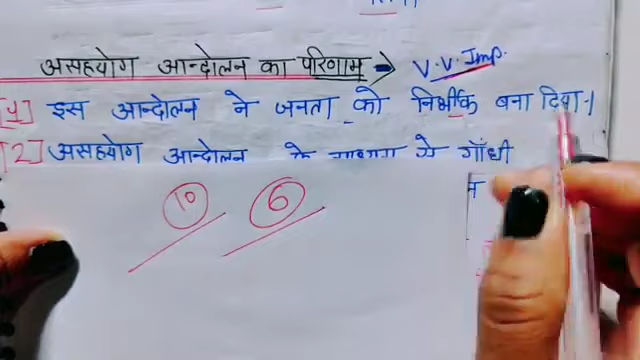 असहयोग आन्दोलन का परिणाम → V.V. Imp.
[1] इस आन्दोलन ने जनता को निर्भीक बना दिया।
[2] असहयोग आन्दोलन के माध्यम से गाँधी
10 6